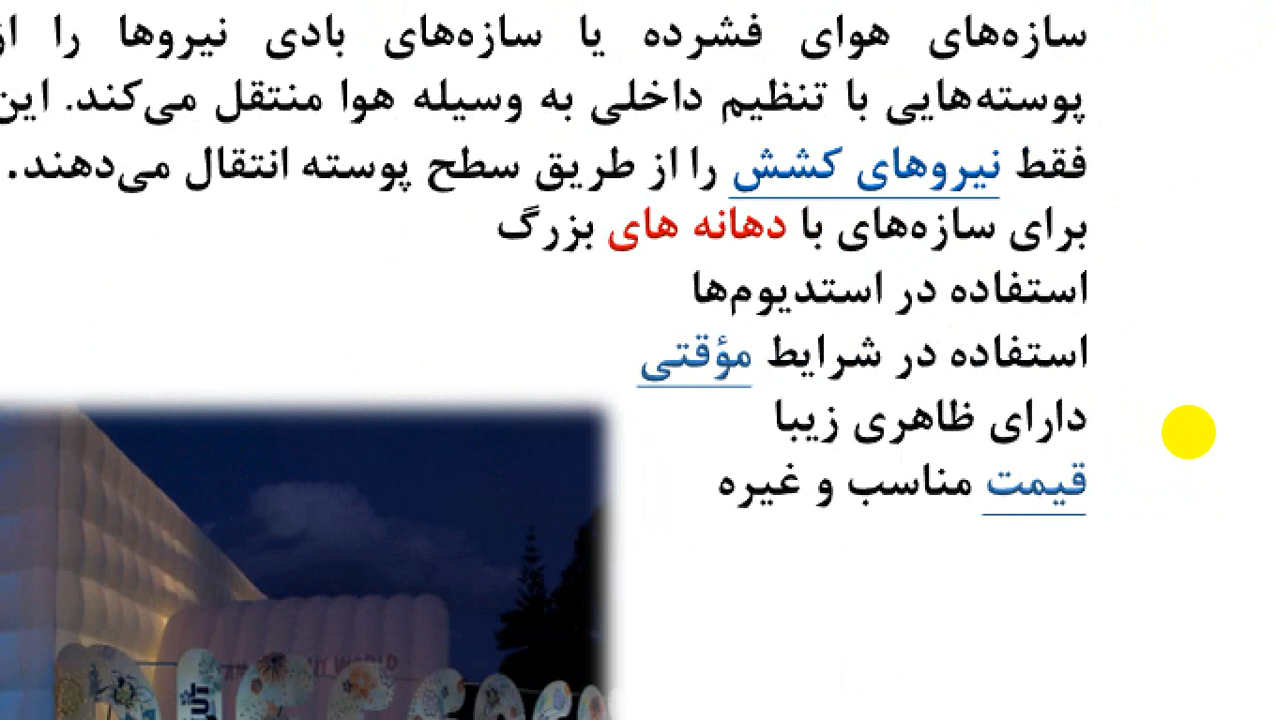 سازه‌های هوای فشرده یا سازه‌های بادی نیروها را از
پوسته‌هایی با تنظیم داخلی به وسیله هوا منتقل می‌کند. این
فقط نیروهای کشش را از طریق سطح پوسته انتقال می‌دهند.
برای سازه‌های با دهانه های بزرگ
استفاده در استدیوم‌ها
استفاده در شرایط مؤقتی
دارای ظاهری زیبا
قیمت مناسب و غیره
WORLD